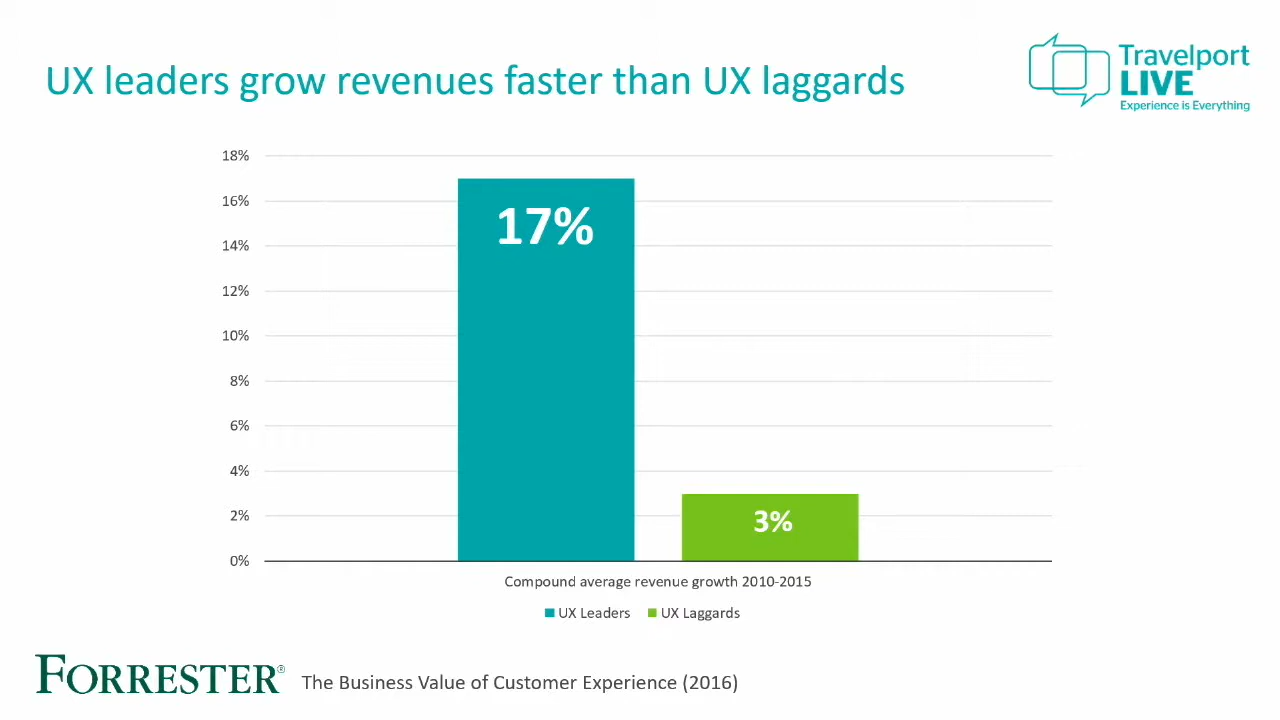 UX leaders grow revenues faster than UX laggards
Travelport
LIVE
Experience is Everything
18%
16%
14%
12%
10%
8%
6%
4%
2%
0%
17%
3%
Compound average revenue growth 2010-2015
UX Leaders UX Laggards
FORRESTER® The Business Value of Customer Experience (2016)